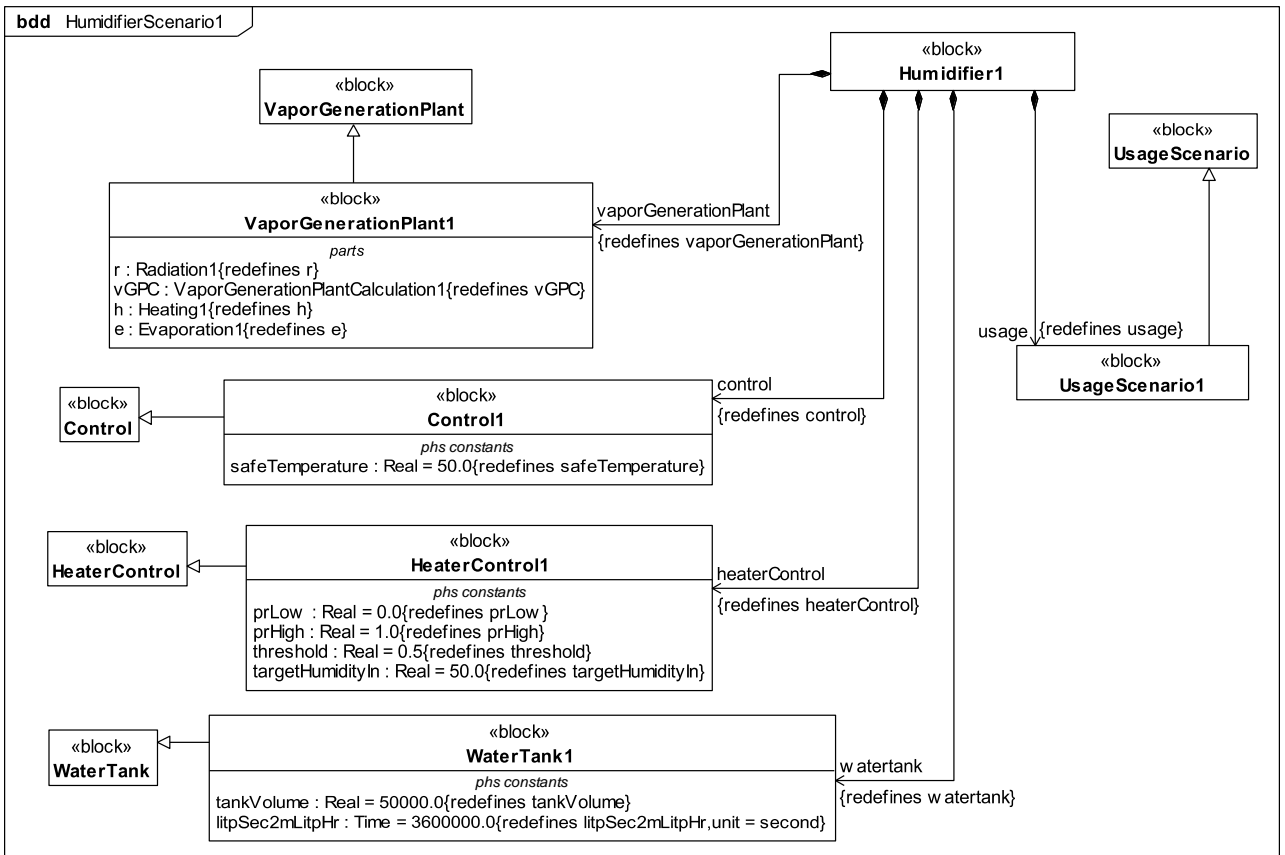 bdd HumidifierScenario1
«block»
Humidifier1
«block»
VaporGenerationPlant
«block»
UsageScenario
«block»
VaporGenerationPlant1
parts
r : Radiation1{redefines r}
vGPC : VaporGenerationPlantCalculation1{redefines vGPC}
h : Heating1{redefines h}
e : Evaporation1{redefines e}
vaporGenerationPlant
{redefines vaporGenerationPlant}
usage
{redefines usage}
«block»
UsageScenario1
«block»
Control
«block»
Control1
phs constants
safeTemperature : Real = 50.0{redefines safeTemperature}
control
{redefines control}
«block»
HeaterControl
«block»
HeaterControl1
phs constants
prLow : Real = 0.0{redefines prLow}
prHigh : Real = 1.0{redefines prHigh}
threshold : Real = 0.5{redefines threshold}
targetHumidityIn : Real = 50.0{redefines targetHumidityIn}
heaterControl
{redefines heaterControl}
«block»
WaterTank
«block»
WaterTank1
phs constants
tankVolume : Real = 50000.0{redefines tankVolume}
litpSec2mLitpHr : Time = 3600000.0{redefines litpSec2mLitpHr,unit = second}
watertank
{redefines watertank}